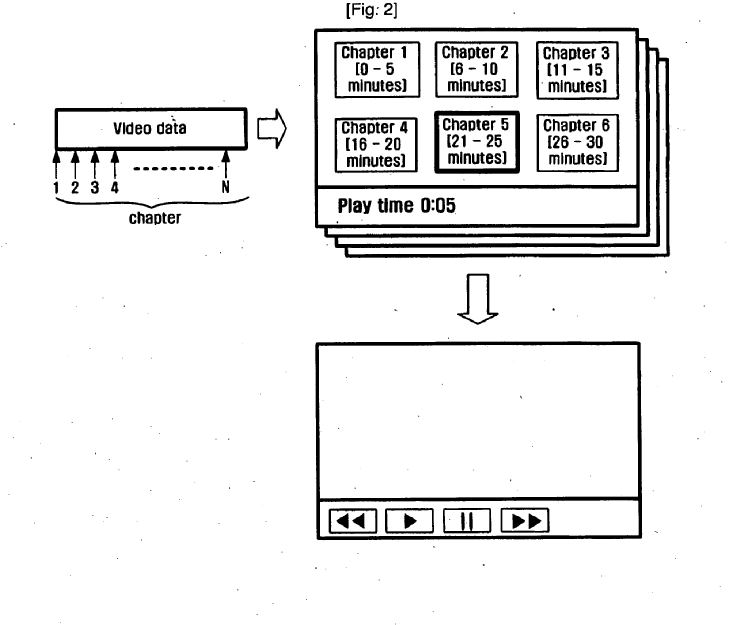 [Fig. 2]
Video data
1 2 3 4 N
chapter
Chapter 1
[0 – 5
minutes]
Chapter 2
[6 – 10
minutes]
Chapter 3
[11 – 15
minutes]
Chapter 4
[16 – 20
minutes]
Chapter 5
[21 – 25
minutes]
Chapter 6
[26 – 30
minutes]
Play time 0:05